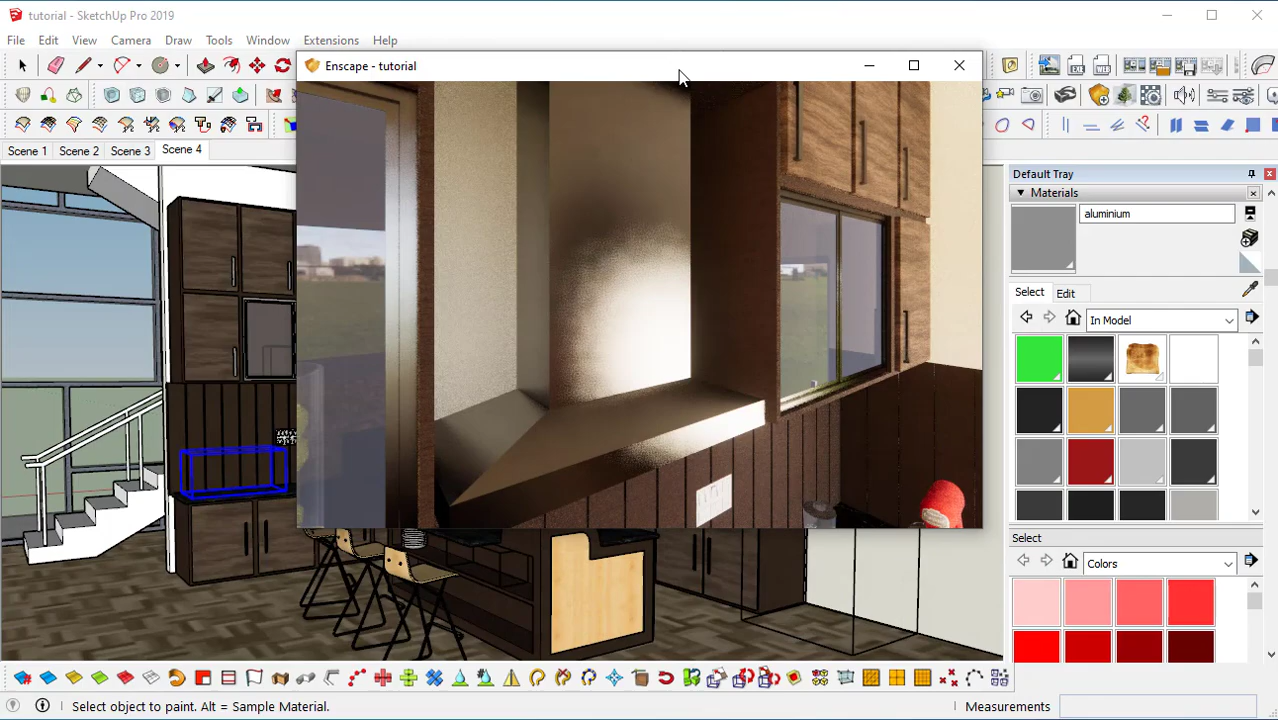 tutorial - SketchUp Pro 2019
File Edit View Camera Draw Tools Window Extensions Help
Enscape - tutorial
Scene 1 Scene 2 Scene 3 Scene 4
Default Tray
Materials
aluminium
Select Edit
In Model
Select
Colors
Select object to paint. Alt = Sample Material.
Measurements